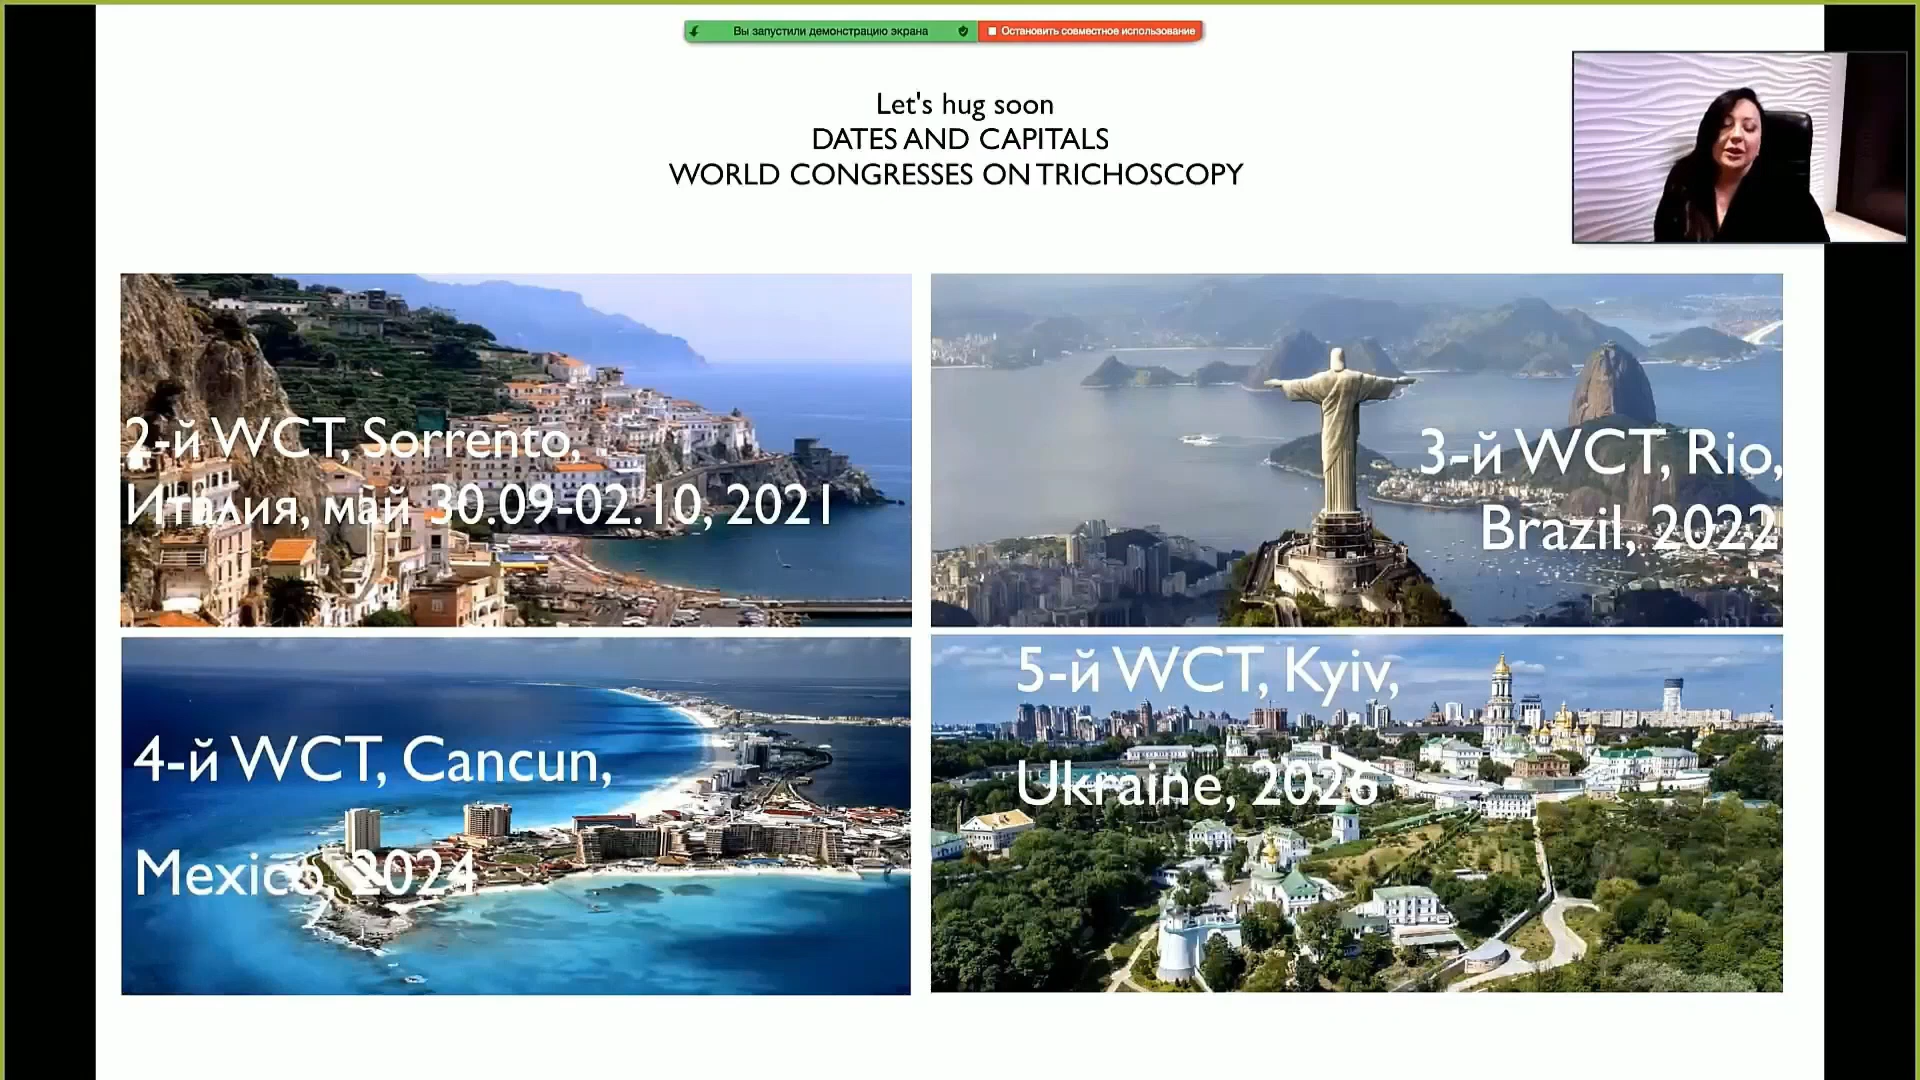 Вы запустили демонстрацию экрана
Остановить совместное использование
Let's hug soon
DATES AND CAPITALS
WORLD CONGRESSES ON TRICHOSCOPY
2-й WCT, Sorrento,
Италия, май 30.09-02.10, 2021
3-й WCT, Rio,
Brazil, 2022
4-й WCT, Cancun,
Mexico, 2024
5-й WCT, Kyiv,
Ukraine, 2026